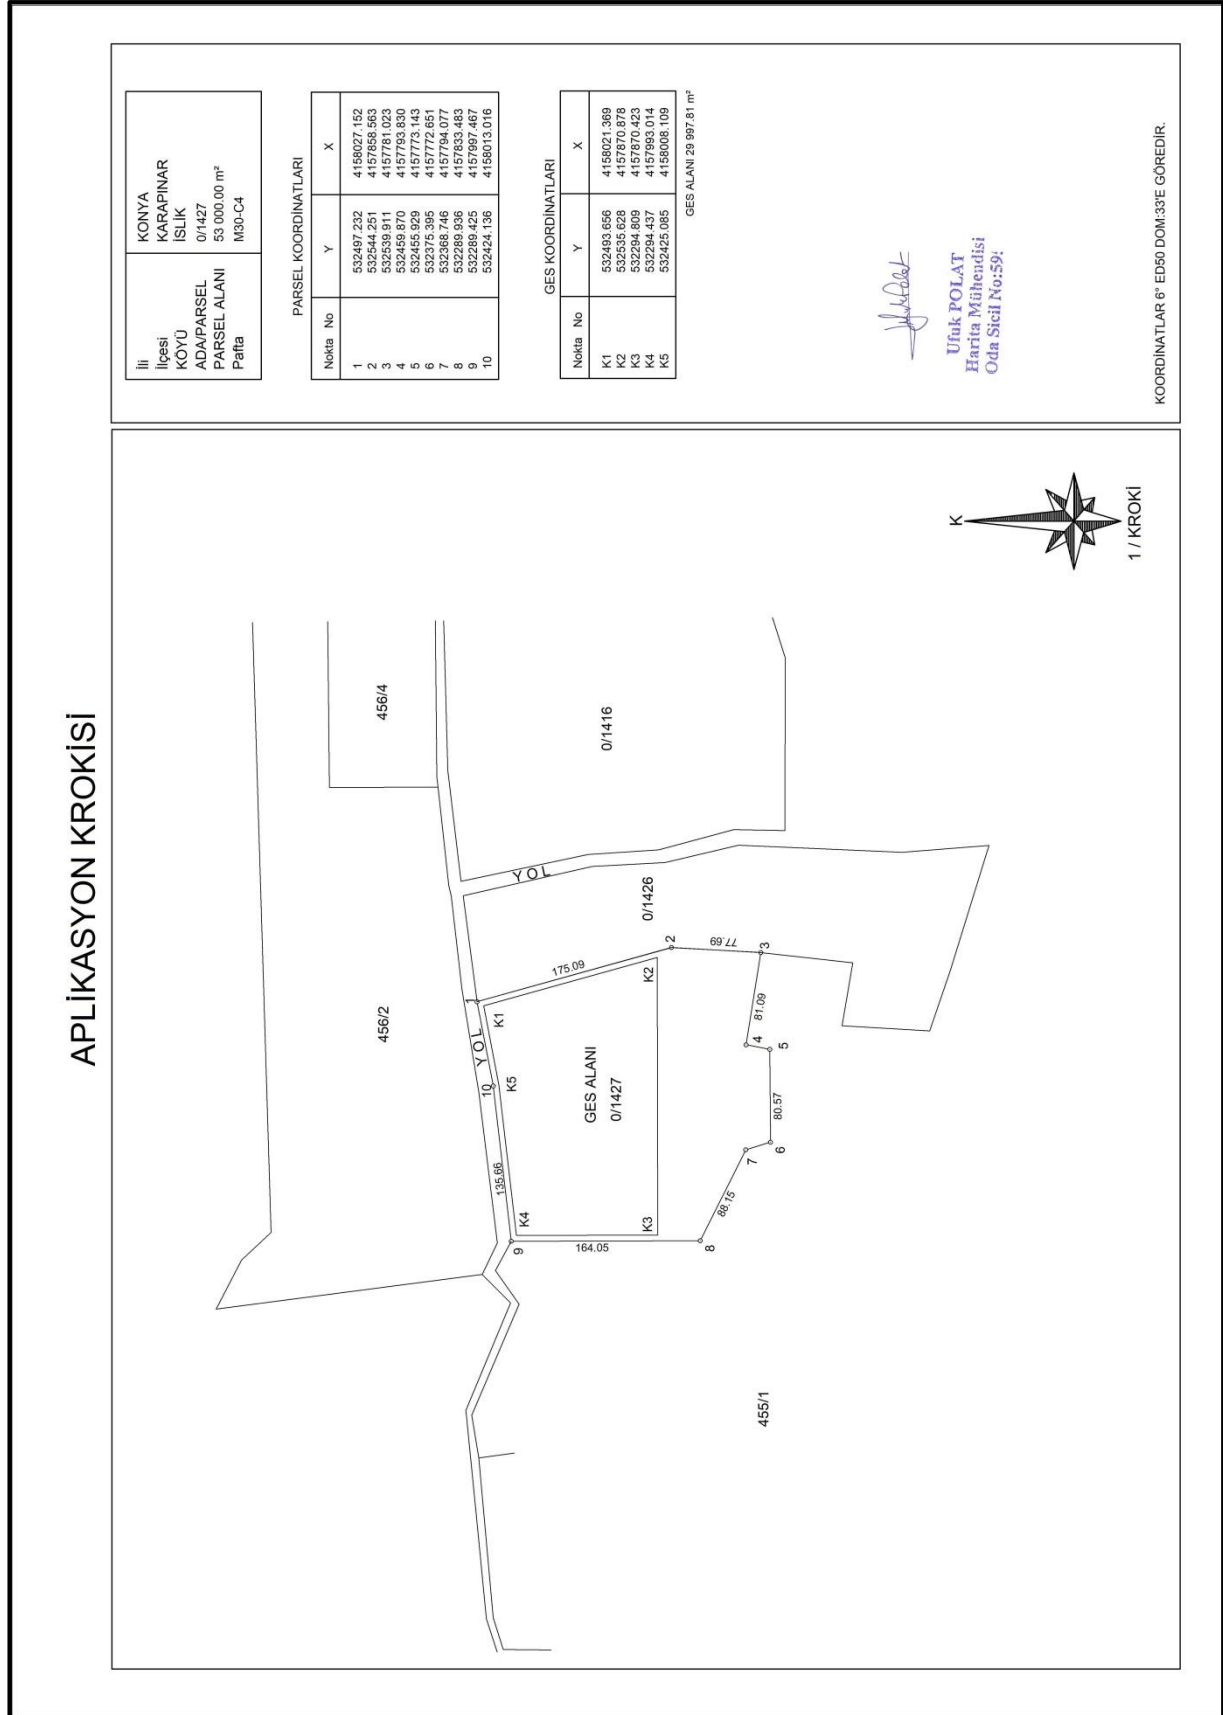 APLİKASYON KROKİSİ
İli KONYA
İlçesi KARAPINAR
KÖYÜ İSLİK
ADA/PARSEL 0/1427
PARSEL ALANI 53 000.00 m²
Pafta M30-C4
PARSEL KOORDİNATLARI
Nokta No Y X
1 532497.232 4158027.152
2 532544.251 4157858.563
3 532539.911 4157781.023
4 532459.870 4157793.830
5 532455.929 4157773.143
6 532375.395 4157772.651
7 532368.746 4157794.077
8 532289.936 4157833.483
9 532289.425 4157997.467
10 532424.136 4158013.016
GES KORDİNATLARI
Nokta No Y X
K1 532493.656 4158021.369
K2 532535.628 4157870.878
K3 532294.809 4157870.423
K4 532294.437 4157993.014
K5 532425.085 4158008.109
GES ALANI 29 997.81 m²
Ufuk POLAT
Harita Mühendisi
Oda Sicil No:59
KOORDİNATLAR 6° ED50 DOM:33'E GÖREDİR.
456/4
456/2
0/1416
YOL
0/1426
YOL
1
10
175.09
2
77.69
3
K1
K2
K5
135.66
GES ALANI
0/1427
K4
K3
9
164.05
8
88.15
7
6
80.57
5
4
81.09
455/1
K
1 / KROKİ